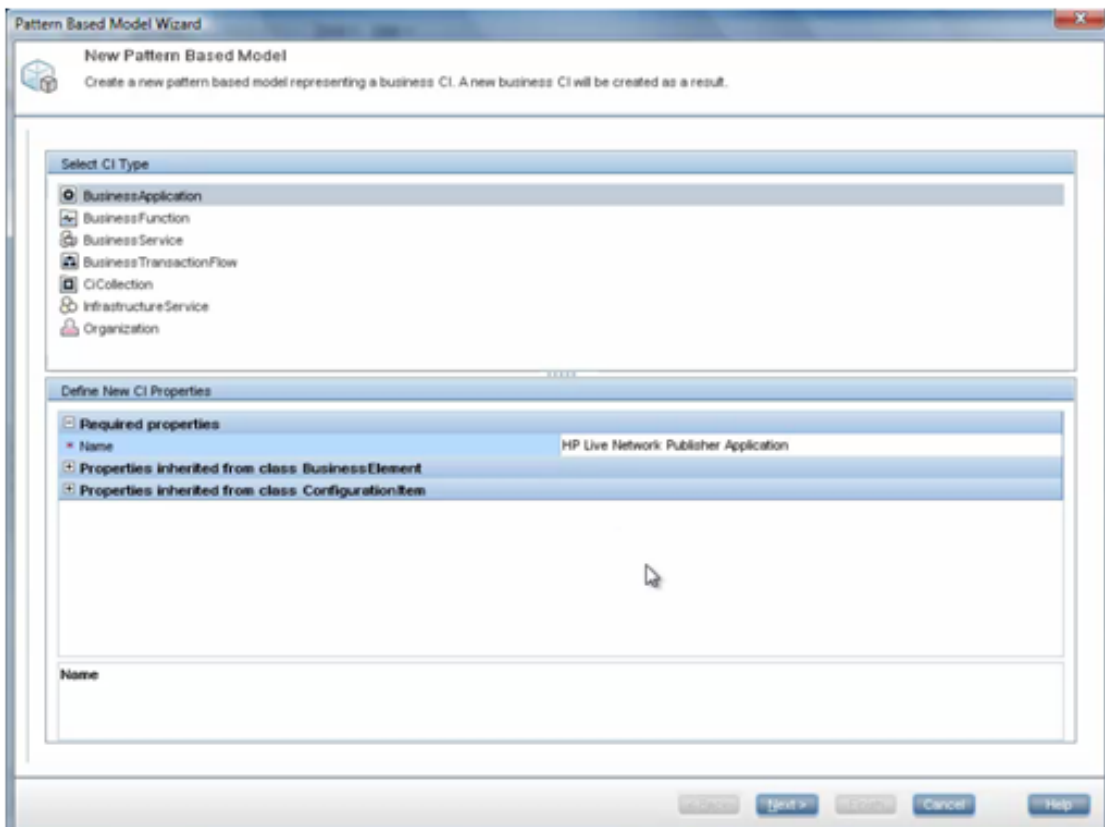 Pattern Based Model Wizard
New Pattern Based Model
Create a new pattern based model representing a business CI. A new business CI will be created as a result.
Select CI Type
BusinessApplication
BusinessFunction
BusinessService
BusinessTransactionFlow
CiCollection
InfrastructureService
Organization
Define New CI Properties
Required properties
* Name HP Live Network Publisher Application
Properties inherited from class BusinessElement
Properties inherited from class ConfigurationItem
Name
Next > Cancel Help